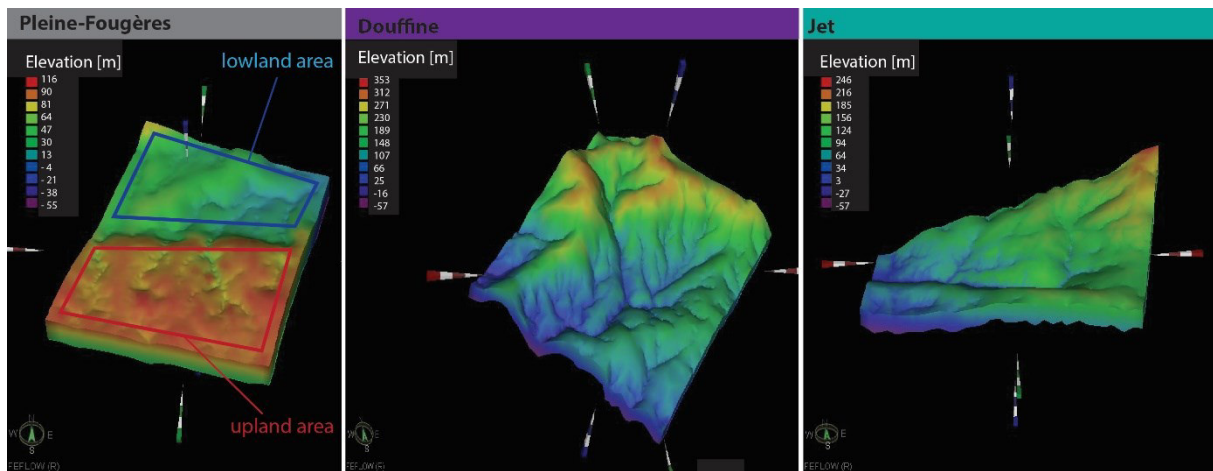 Pleine-Fougères
Elevation [m]
116
90
81
64
47
30
13
- 4
- 21
- 38
- 55
lowland area
upland area
N
W E
S
FEFLOW (R)
Douffine
Elevation [m]
353
312
271
230
189
148
107
66
25
-16
-57
N
W E
S
FEFLOW (R)
Jet
Elevation [m]
246
216
185
156
124
94
64
34
3
-27
-57
N
W E
S
FEFLOW (R)